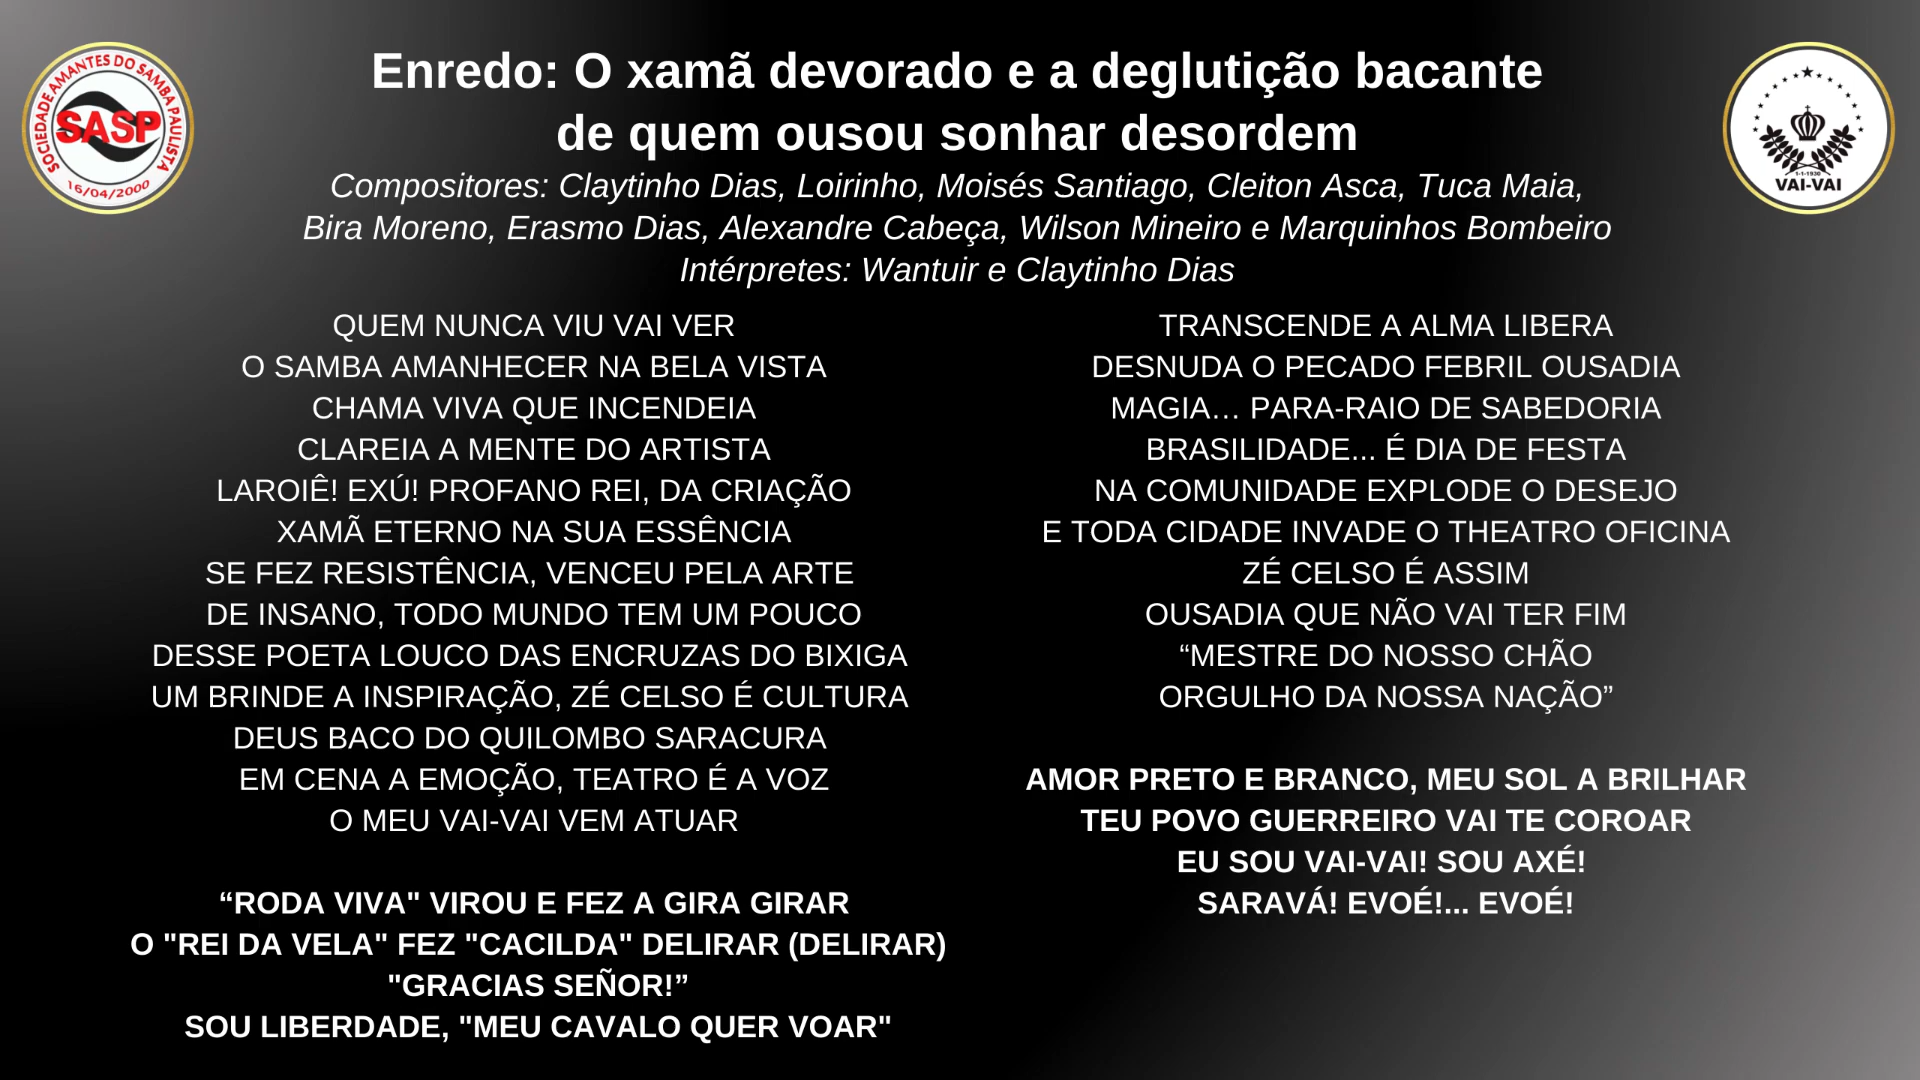 SOCIEDADE AMANTES DO SAMBA PAULISTA
SASP
16/04/2000
Enredo: O xamã devorado e a deglutição bacante
de quem ousou sonhar desordem
Compositores: Claytinho Dias, Loirinho, Moisés Santiago, Cleiton Asca, Tuca Maia,
Bira Moreno, Erasmo Dias, Alexandre Cabeça, Wilson Mineiro e Marquinhos Bombeiro
Intérpretes: Wantuir e Claytinho Dias
1-1-1930
VAI-VAI
QUEM NUNCA VIU VAI VER
O SAMBA AMANHECER NA BELA VISTA
CHAMA VIVA QUE INCENDEIA
CLAREIA A MENTE DO ARTISTA
LAROIÊ! EXÚ! PROFANO REI, DA CRIAÇÃO
XAMÃ ETERNO NA SUA ESSÊNCIA
SE FEZ RESISTÊNCIA, VENCEU PELA ARTE
DE INSANO, TODO MUNDO TEM UM POUCO
DESSE POETA LOUCO DAS ENCRUZAS DO BIXIGA
UM BRINDE A INSPIRAÇÃO, ZÉ CELSO É CULTURA
DEUS BACO DO QUILOMBO SARACURA
EM CENA A EMOÇÃO, TEATRO É A VOZ
O MEU VAI-VAI VEM ATUAR
“RODA VIVA" VIROU E FEZ A GIRA GIRAR
O "REI DA VELA" FEZ "CACILDA" DELIRAR (DELIRAR)
"GRACIAS SEÑOR!”
SOU LIBERDADE, "MEU CAVALO QUER VOAR"
TRANSCENDE A ALMA LIBERA
DESNUDA O PECADO FEBRIL OUSADIA
MAGIA… PARA-RAIO DE SABEDORIA
BRASILIDADE... É DIA DE FESTA
NA COMUNIDADE EXPLODE O DESEJO
E TODA CIDADE INVADE O THEATRO OFICINA
ZÉ CELSO É ASSIM
OUSADIA QUE NÃO VAI TER FIM
“MESTRE DO NOSSO CHÃO
ORGULHO DA NOSSA NAÇÃO”
AMOR PRETO E BRANCO, MEU SOL A BRILHAR
TEU POVO GUERREIRO VAI TE COROAR
EU SOU VAI-VAI! SOU AXÉ!
SARAVÁ! EVOÉ!... EVOÉ!